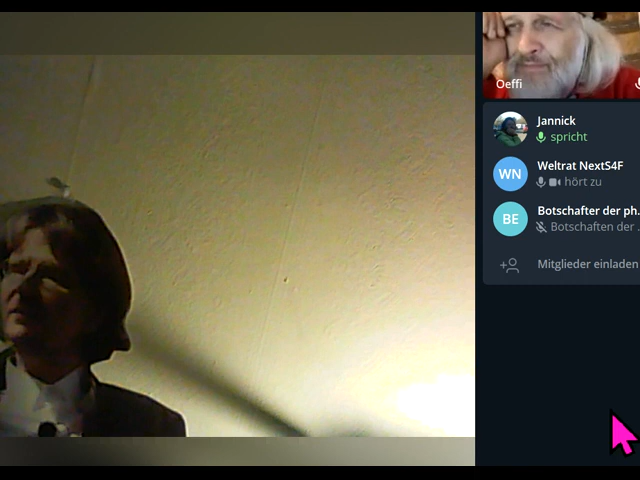 Oeffi
Jannick
spricht
WN
Weltrat NextS4F
hört zu
BE
Botschafter der ph...
Botschaften der ...
Mitglieder einladen